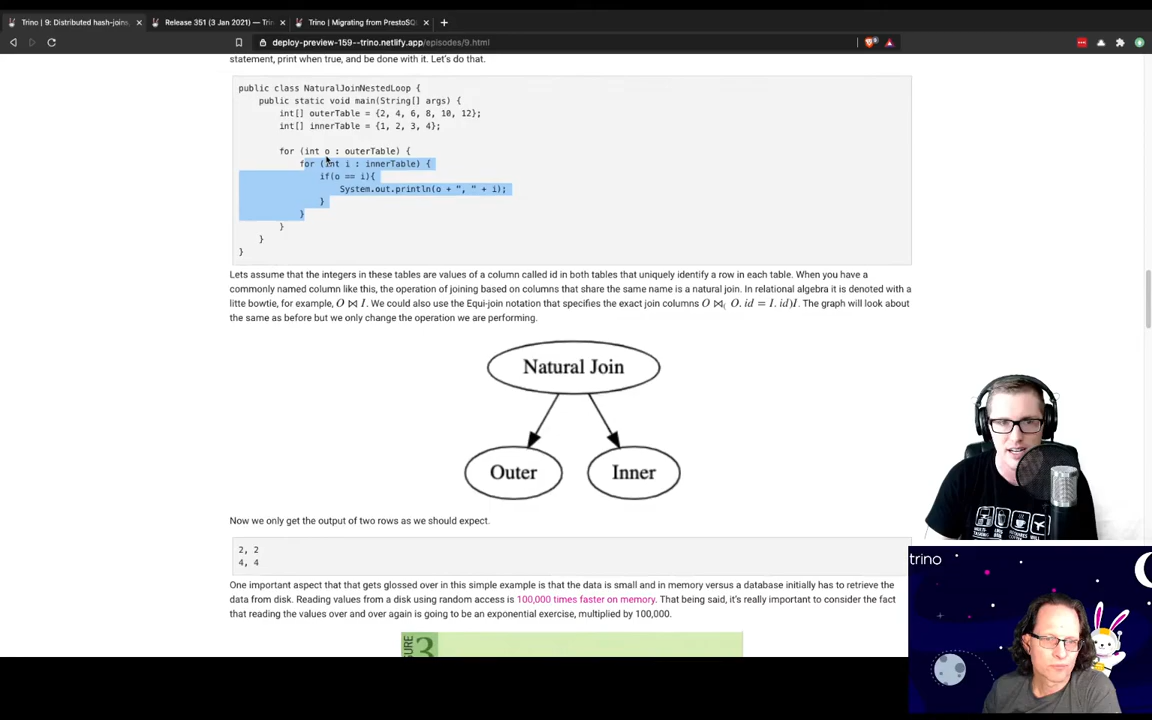 Trino | 9: Distributed hash-joins,
Release 351 (3 Jan 2021) — Trin
Trino | Migrating from PrestoSQ
deploy-preview-159--trino.netlify.app/episodes/9.html
statement, print when true, and be done with it. Let's do that.
public class NaturalJoinNestedLoop {
public static void main(String[] args) {
int[] outerTable = {2, 4, 6, 8, 10, 12};
int[] innerTable = {1, 2, 3, 4};
for (int o : outerTable) {
for (int i : innerTable) {
if(o == i){
System.out.println(o + ", " + i);
}
}
}
}
}
Lets assume that the integers in these tables are values of a column called id in both tables that uniquely identify a row in each table. When you have a
commonly named column like this, the operation of joining based on columns that share the same name is a natural join. In relational algebra it is denoted with a
litte bowtie, for example, O ⋈ I. We could also use the Equi-join notation that specifies the exact join columns O ⋈( O. id = I. id)I. The graph will look about
the same as before but we only change the operation we are performing.
Natural Join
Outer
Inner
Now we only get the output of two rows as we should expect.
2, 2
4, 4
One important aspect that that gets glossed over in this simple example is that the data is small and in memory versus a database initially has to retrieve the
data from disk. Reading values from a disk using random access is 100,000 times faster on memory. That being said, it's really important to consider the fact
that reading the values over and over again is going to be an exponential exercise, multiplied by 100,000.
3
trino